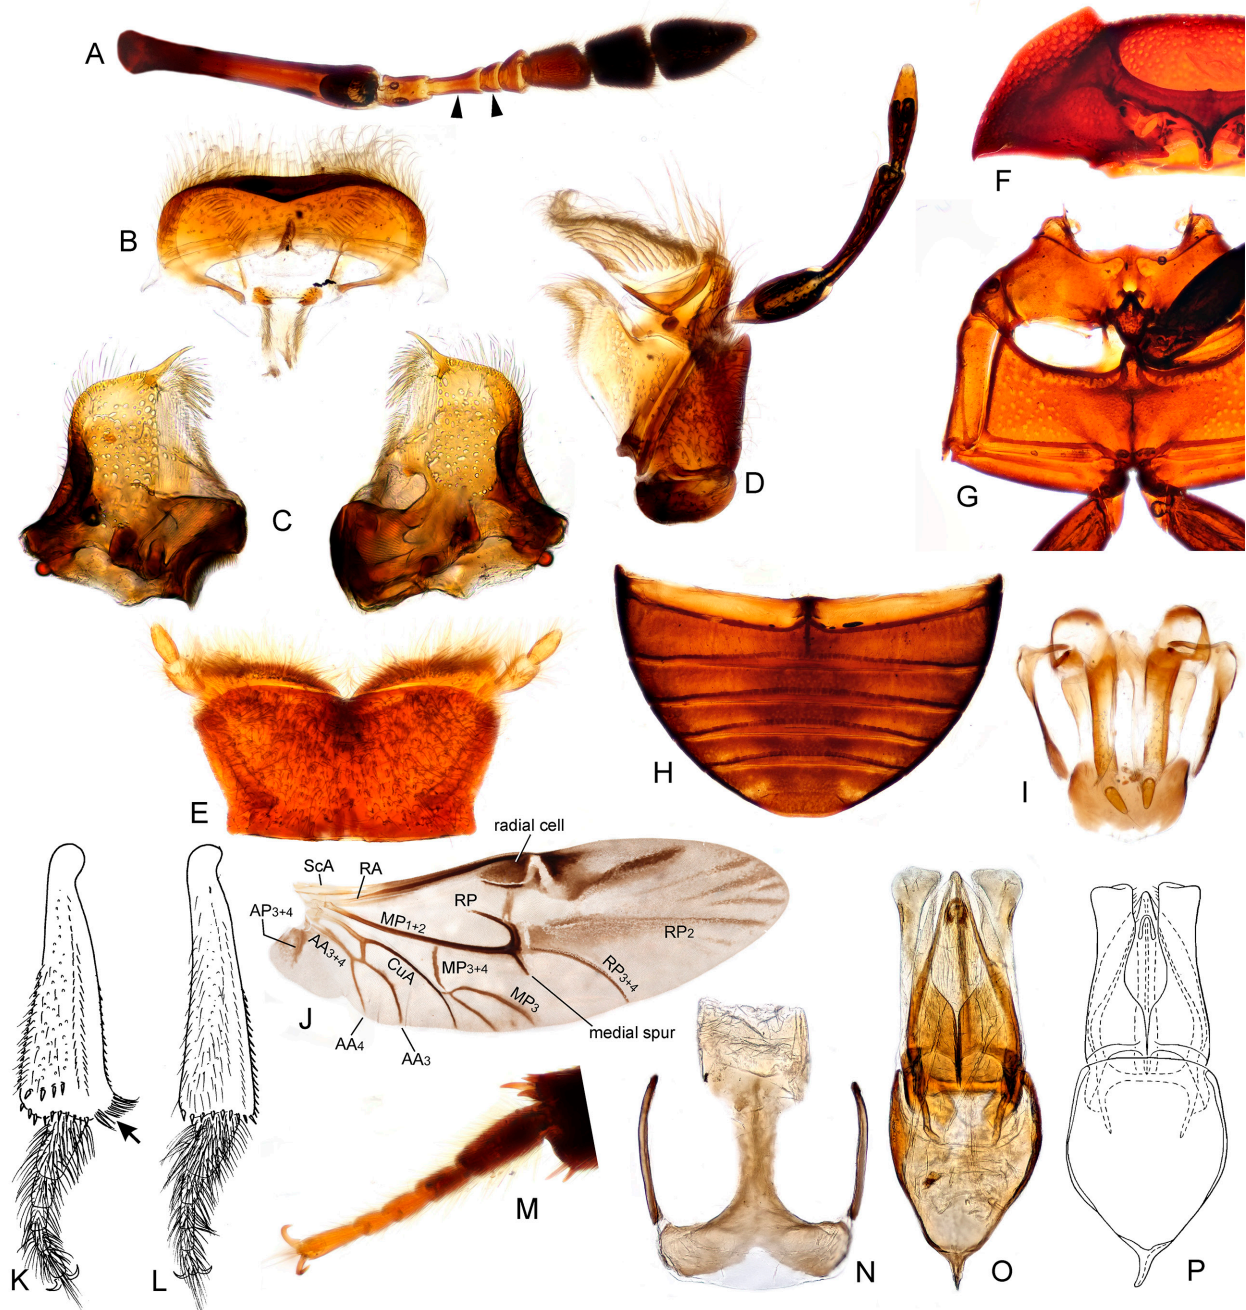 A
F
B
D
G
C
H
I
E
radial cell
ScA
RA
RP
AP3+4
MP1+2
RP2
AA3+4
CuA
MP3+4
RP3+4
MP3
J
medial spur
AA4
AA3
M
K
L
N
O
P